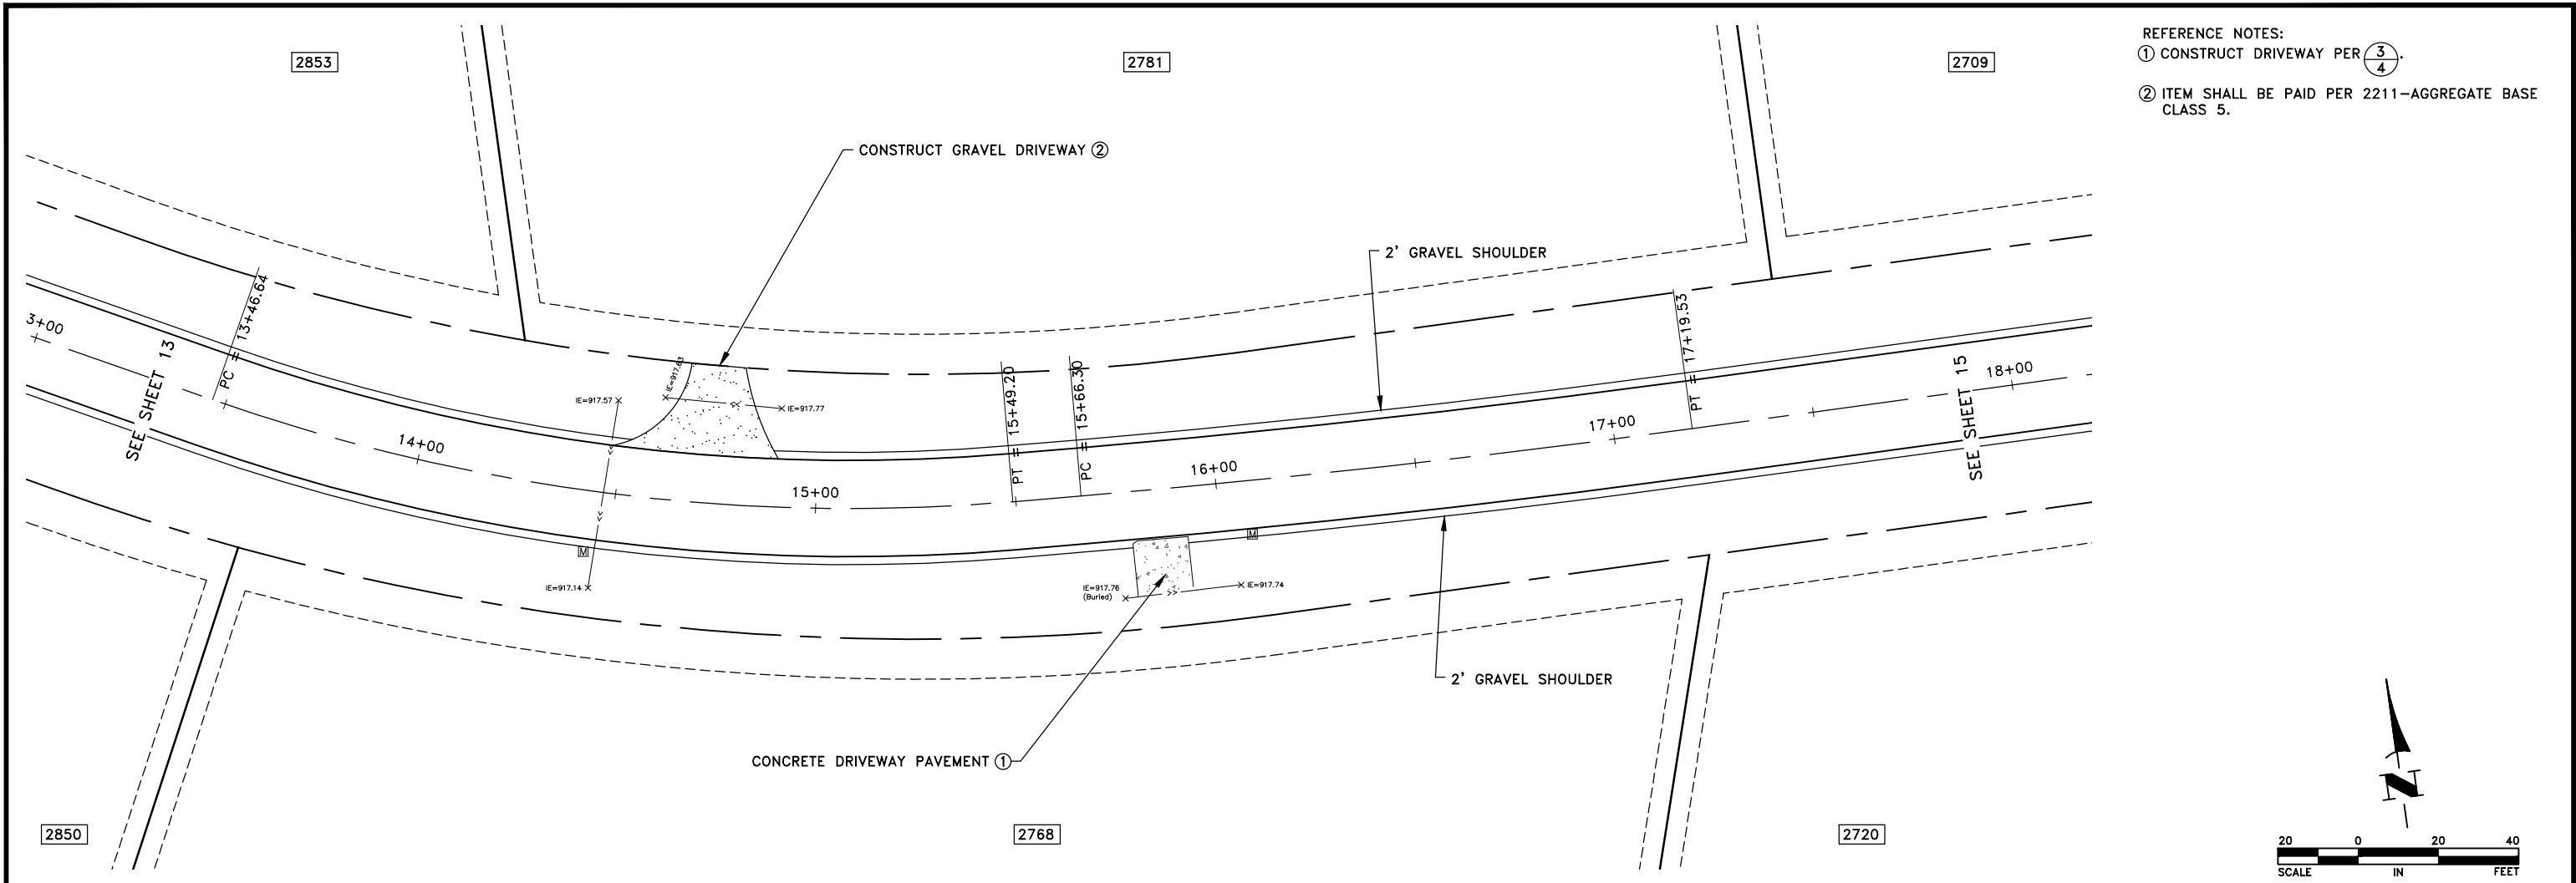 2853
2781
2709
REFERENCE NOTES:
① CONSTRUCT DRIVEWAY PER 3/4.
② ITEM SHALL BE PAID PER 2211-AGGREGATE BASE
CLASS 5.
CONSTRUCT GRAVEL DRIVEWAY ②
2' GRAVEL SHOULDER
3+00
SEE SHEET 13
PC = 13+46.64
14+00
IE=917.57
IE=917.63
IE=917.77
15+00
PT = 15+49.20
PC = 15+66.30
16+00
17+00
PT = 17+19.53
SEE SHEET 15
18+00
M
M
IE=917.14
IE=917.76
(Buried)
IE=917.74
2' GRAVEL SHOULDER
CONCRETE DRIVEWAY PAVEMENT ①
2850
2768
2720
N
20 0 20 40
SCALE IN FEET